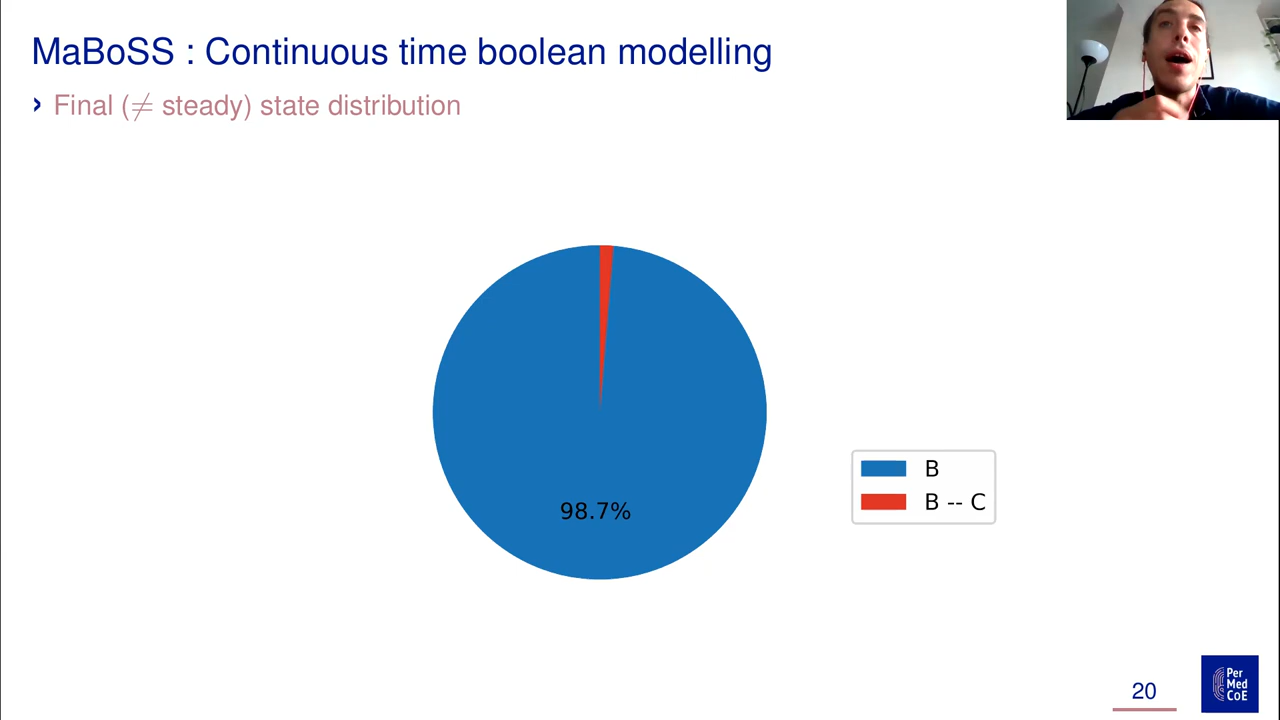 MaBoSS : Continuous time boolean modelling
› Final (≠ steady) state distribution
98.7%
B
B -- C
20
Per
Med
CoE